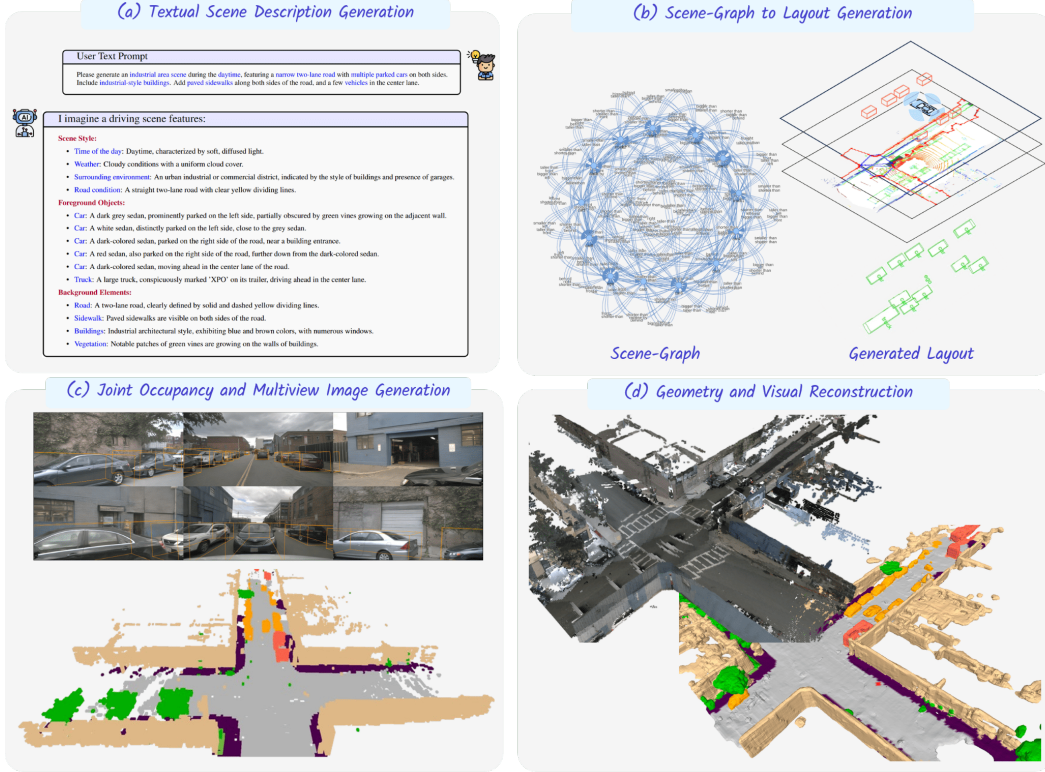 (a) Textual Scene Description Generation
User Text Prompt
Please generate an industrial area scene during the daytime, featuring a narrow two-lane road with multiple parked cars on both sides.
Include industrial-style buildings. Add paved sidewalks along both sides of the road, and a few vehicles in the center lane.
AI
I imagine a driving scene features:
Scene Style:
• Time of the day: Daytime, characterized by soft, diffused light.
• Weather: Cloudy conditions with a uniform cloud cover.
• Surrounding environment: An urban industrial or commercial district, indicated by the style of buildings and presence of garages.
• Road condition: A straight two-lane road with clear yellow dividing lines.
Foreground Objects:
• Car: A dark grey sedan, prominently parked on the left side, partially obscured by green vines growing on the adjacent wall.
• Car: A white sedan, distinctly parked on the left side, close to the grey sedan.
• Car: A dark-colored sedan, parked on the right side of the road, near a building entrance.
• Car: A red sedan, also parked on the right side of the road, further down from the dark-colored sedan.
• Car: A dark-colored sedan, moving ahead in the center lane of the road.
• Truck: A large truck, conspicuously marked 'XPO' on its trailer, driving ahead in the center lane.
Background Elements:
• Road: A two-lane road, clearly defined by solid and dashed yellow dividing lines.
• Sidewalk: Paved sidewalks are visible on both sides of the road.
• Buildings: Industrial architectural style, exhibiting blue and brown colors, with numerous windows.
• Vegetation: Notable patches of green vines are growing on the walls of buildings.
(b) Scene-Graph to Layout Generation
Scene-Graph
Generated Layout
(c) Joint Occupancy and Multiview Image Generation
(d) Geometry and Visual Reconstruction